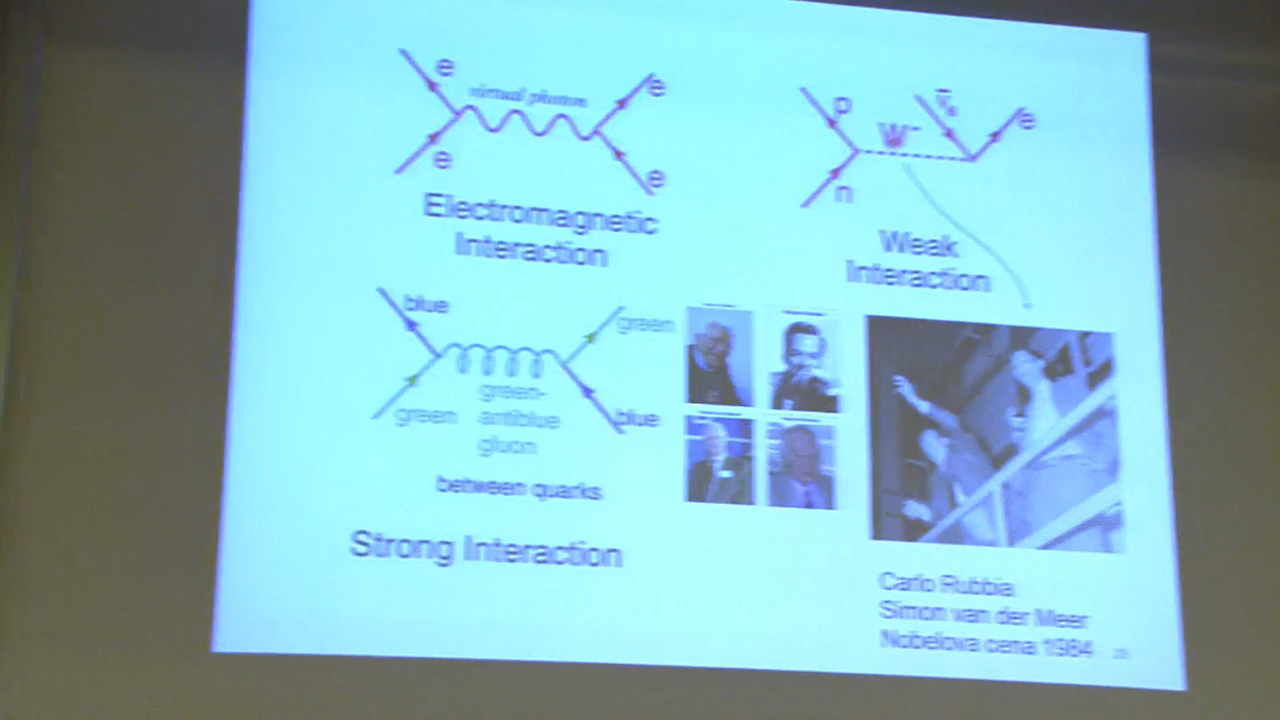 e
virtual photon
e
e
e
Electromagnetic
Interaction
p
W⁻
ν̄ₑ
e
n
Weak
Interaction
blue
green
green
green-
antiblue
gluon
blue
between quarks
Strong Interaction
Carlo Rubbia
Simon van der Meer
Nobelova cena 1984